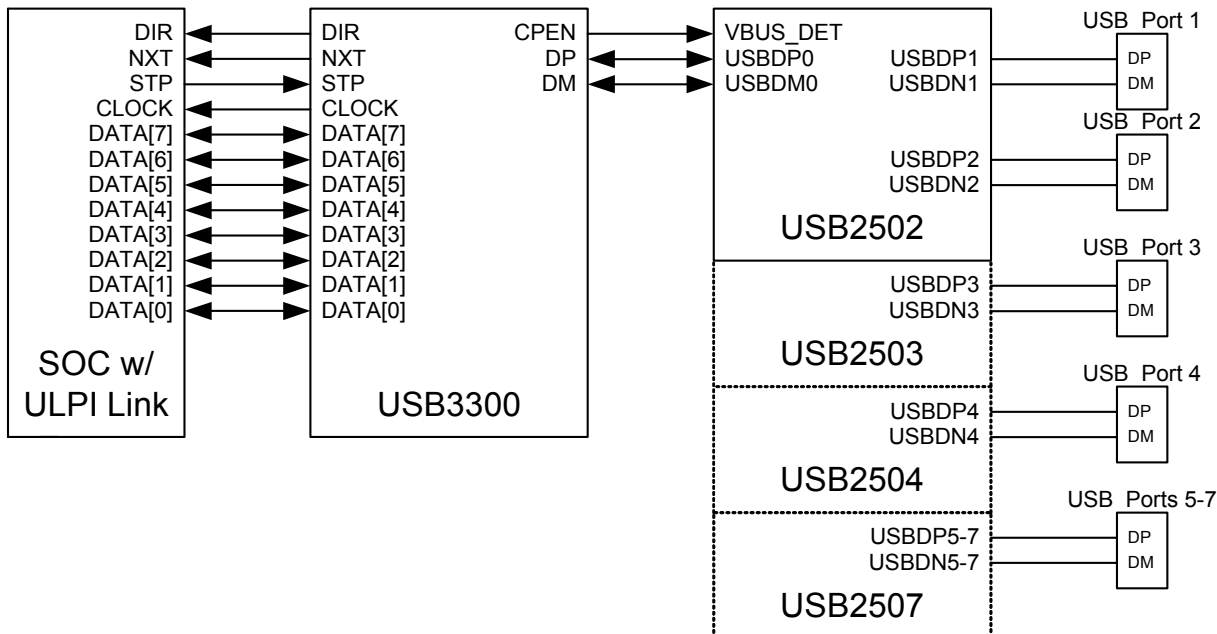 DIR
NXT
STP
CLOCK
DATA[7]
DATA[6]
DATA[5]
DATA[4]
DATA[3]
DATA[2]
DATA[1]
DATA[0]
SOC w/
ULPI Link
DIR
NXT
STP
CLOCK
DATA[7]
DATA[6]
DATA[5]
DATA[4]
DATA[3]
DATA[2]
DATA[1]
DATA[0]
CPEN
DP
DM
USB3300
VBUS_DET
USBDP0
USBDM0
USBDP1
USBDN1
USBDP2
USBDN2
USB2502
USBDP3
USBDN3
USB2503
USBDP4
USBDN4
USB2504
USBDP5-7
USBDN5-7
USB2507
USB Port 1
DP
DM
USB Port 2
DP
DM
USB Port 3
DP
DM
USB Port 4
DP
DM
USB Ports 5-7
DP
DM